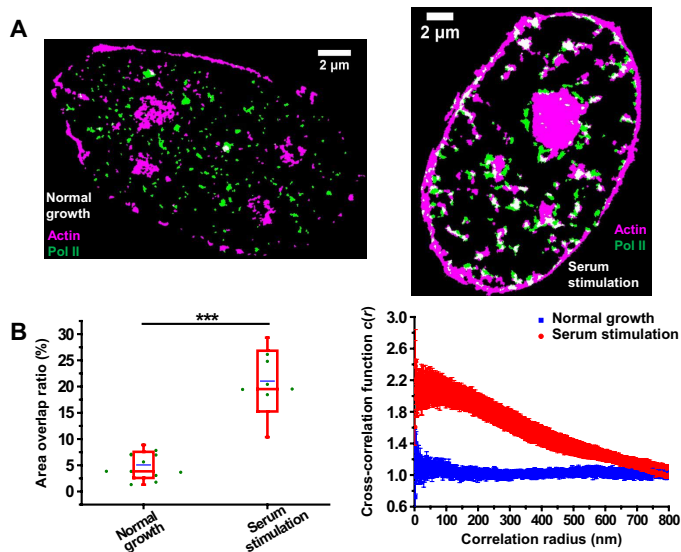 A
2 µm
Normal
growth
Actin
Pol II
2 µm
Actin
Pol II
Serum
stimulation
B
***
Area overlap ratio (%)
30
25
20
15
10
5
0
Normal
growth
Serum
stimulation
Normal growth
Serum stimulation
Cross-correlation function c(r)
3.0
2.6
2.2
1.8
1.4
1.0
0.6
0 100 200 300 400 500 600 700 800
Correlation radius (nm)